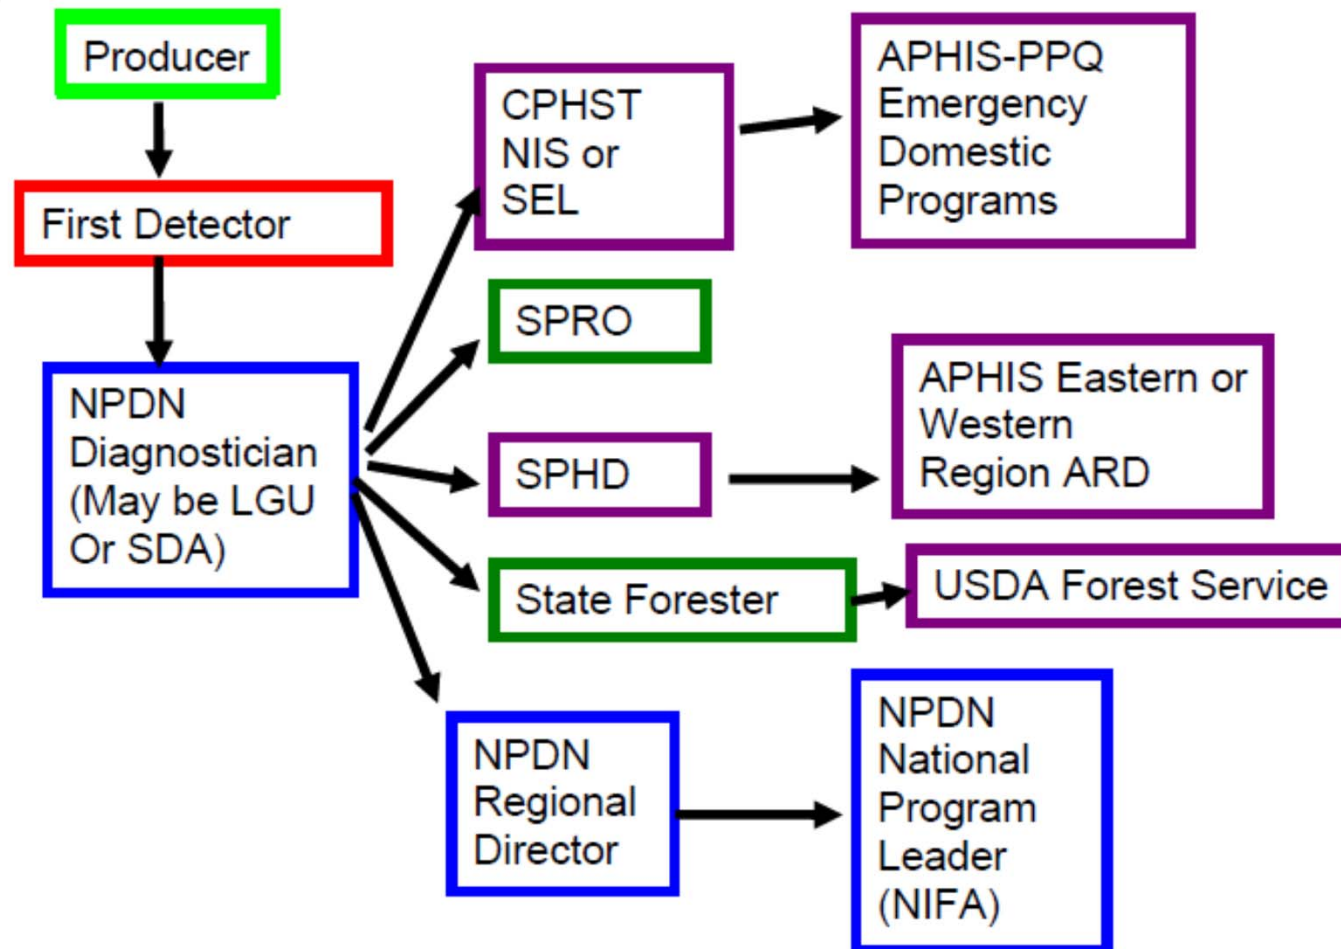 Producer
First Detector
NPDN
Diagnostician
(May be LGU
Or SDA)
CPHST
NIS or
SEL
APHIS-PPQ
Emergency
Domestic
Programs
SPRO
SPHD
APHIS Eastern or
Western
Region ARD
State Forester
USDA Forest Service
NPDN
Regional
Director
NPDN
National
Program
Leader
(NIFA)